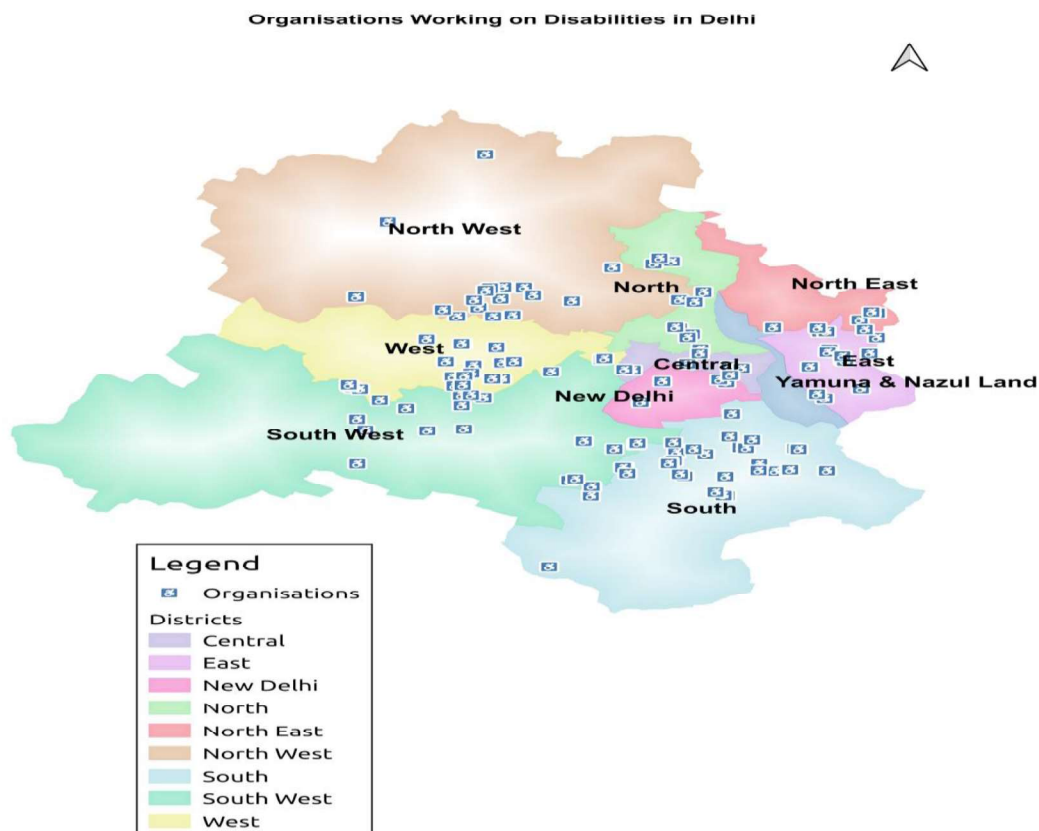 Organisations Working on Disabilities in Delhi
North West
North
North East
West
Central
East
New Delhi
Yamuna & Nazul Land
South West
South
Legend
Organisations
Districts
Central
East
New Delhi
North
North East
North West
South
South West
West